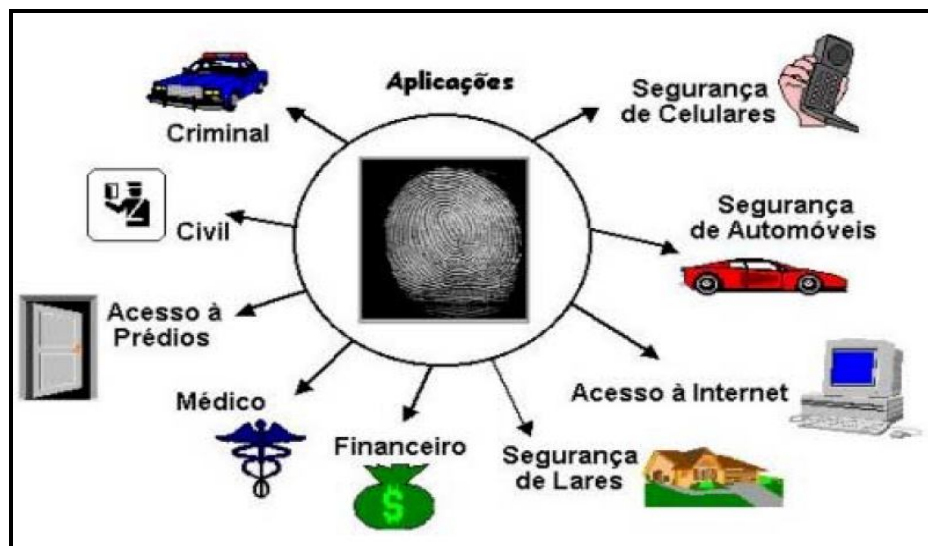 Aplicações
Criminal
Civil
Acesso à
Prédios
Médico
Financeiro
$
Segurança
de Lares
Acesso à Internet
Segurança
de Automóveis
Segurança
de Celulares